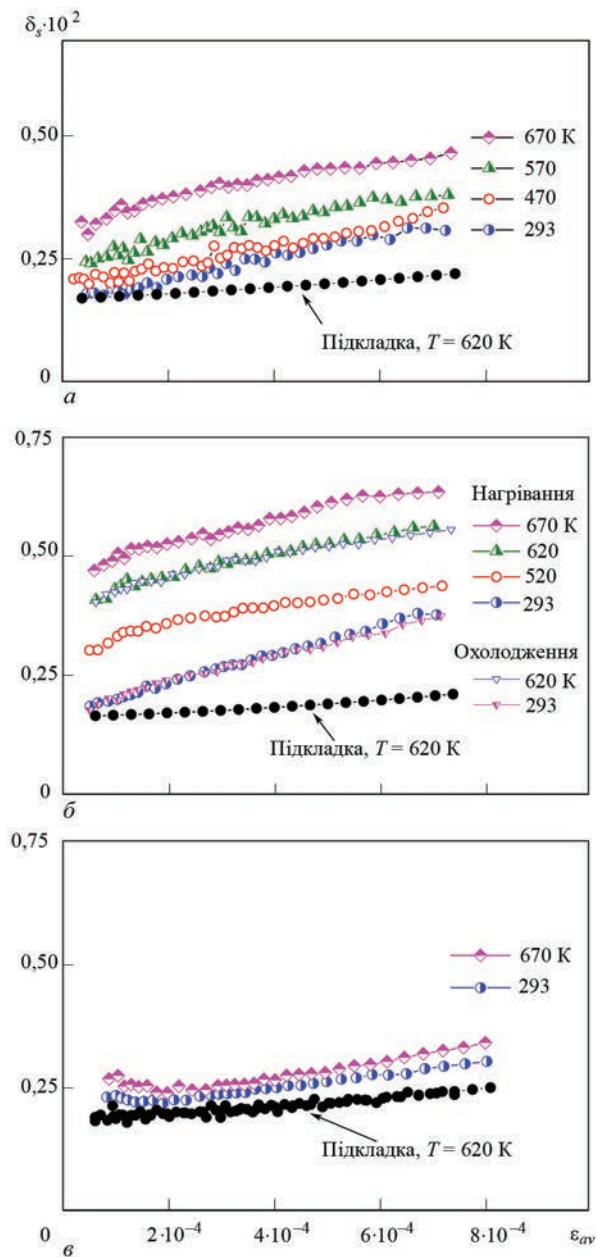 δs·10²
0,50
0,25
0
670 К
570
470
293
Підкладка, T = 620 К
а
0,75
0,50
0,25
0
Нагрівання
670 К
620
520
293
Охолодження
620 К
293
Підкладка, T = 620 К
б
0,75
0,50
0,25
670 К
293
Підкладка, T = 620 К
в
0
2·10⁻⁴
4·10⁻⁴
6·10⁻⁴
8·10⁻⁴
εav